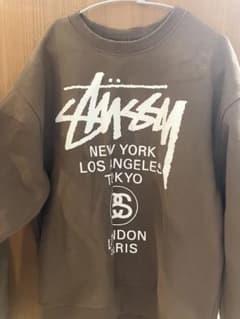 STÜSSY
NEW YORK
LOS ANGELES
TOKYO
S
LONDON
PARIS